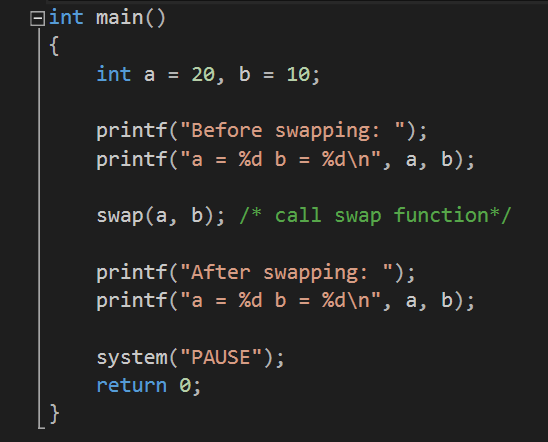 int main()
{
    int a = 20, b = 10;

    printf("Before swapping: ");
    printf("a = %d b = %d\n", a, b);

    swap(a, b); /* call swap function*/

    printf("After swapping: ");
    printf("a = %d b = %d\n", a, b);

    system("PAUSE");
    return 0;
}